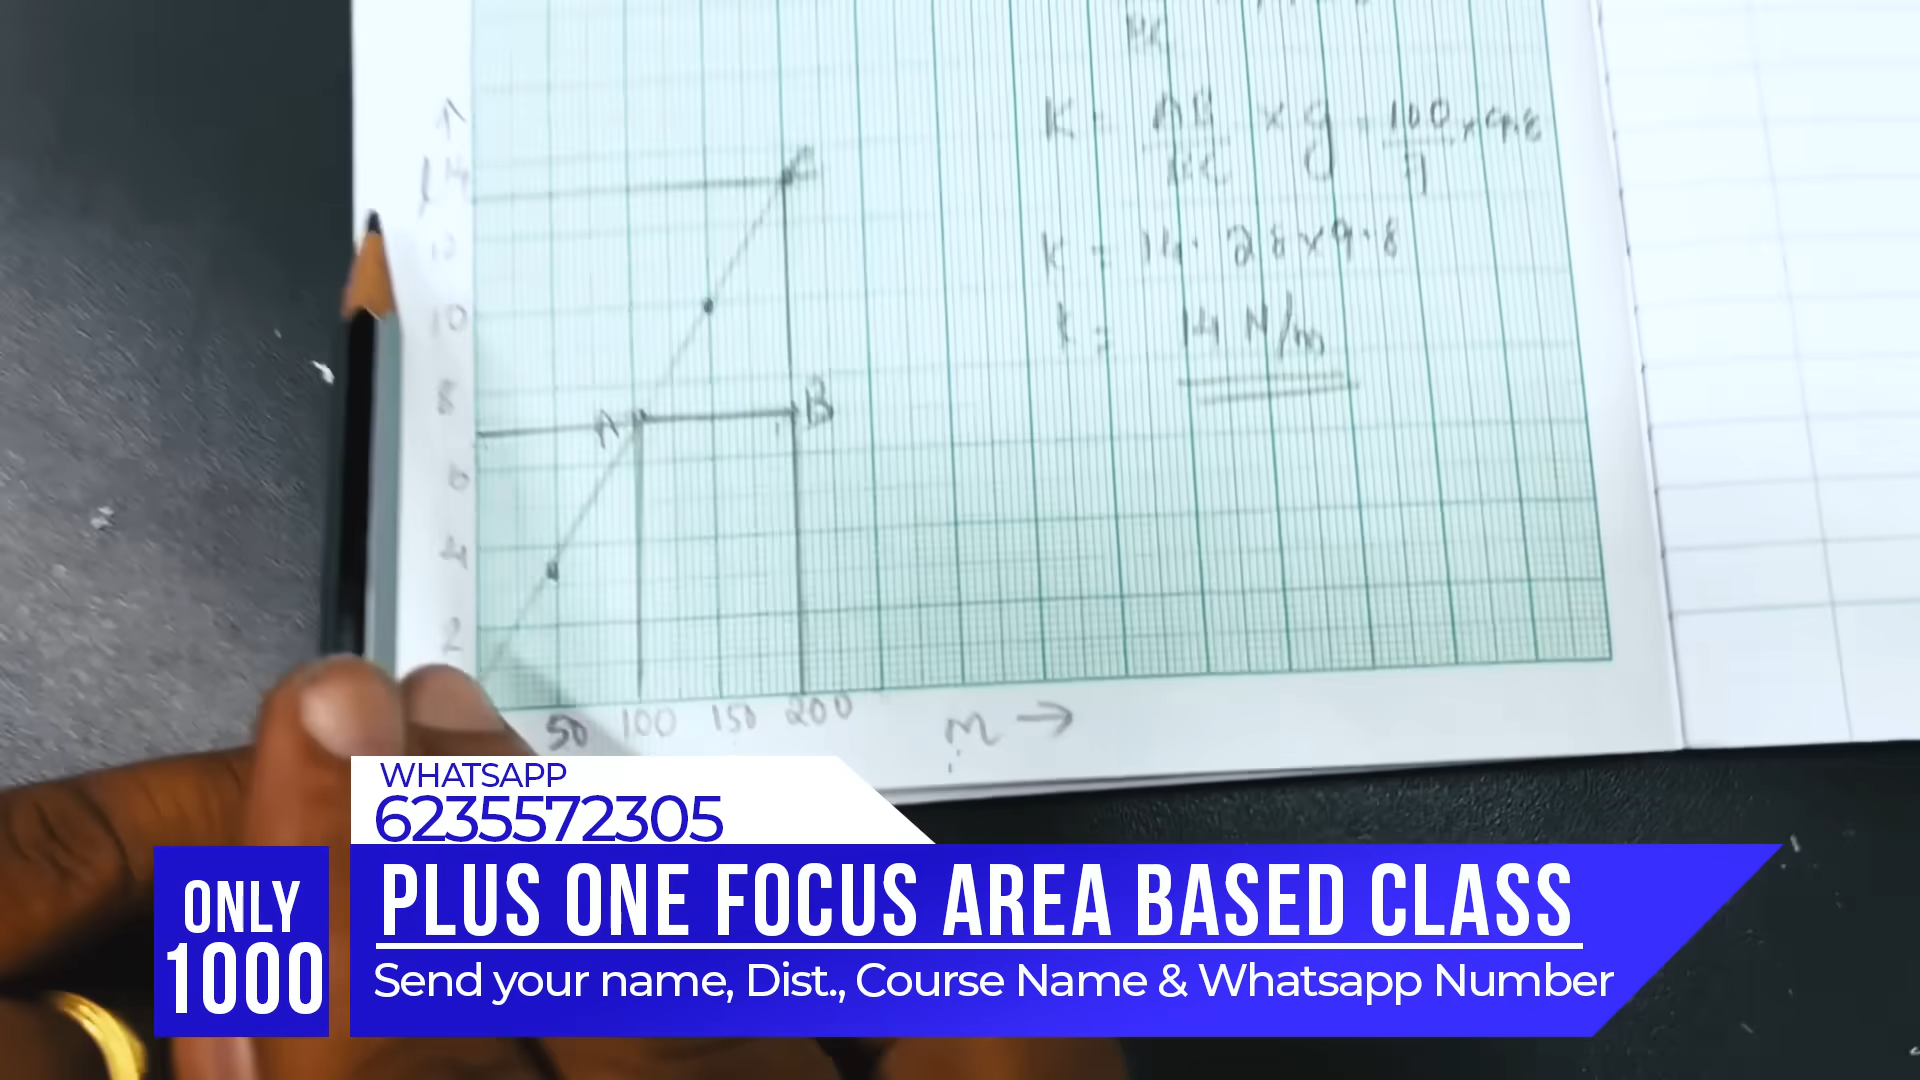 K = AB/BC × g = 100/7 × 9.8
K = 14.28×9.8
K = 14 N/m
↑
l
14
12
10
8
6
4
2
C
A
B
50 100 150 200
M →
WHATSAPP
6235572305
ONLY
1000
PLUS ONE FOCUS AREA BASED CLASS
Send your name, Dist., Course Name & Whatsapp Number